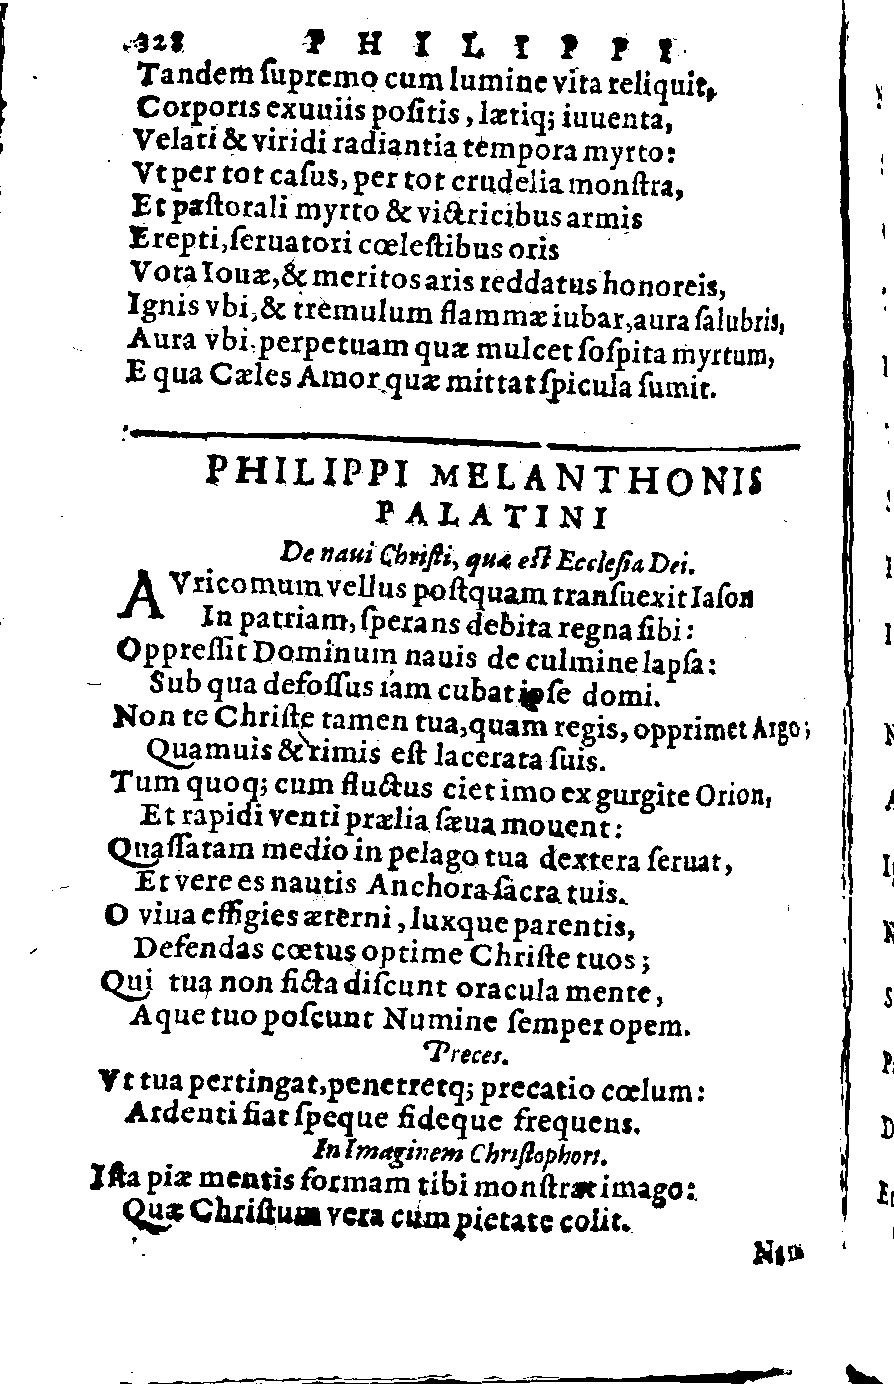 328 PHILIPPI
Tandem ſupremo cum lumine vita reliquit,
Corporis exuuiis poſitis, lætiq; iuuenta,
Velati & viridi radiantia tempora myrto:
Vt per tot caſus, per tot crudelia monſtra,
Et paſtorali myrto & victricibus armis
Erepti, ſeruatori cœleſtibus oris
Vota Iouæ, & meritos aris reddatus honoreis,
Ignis vbi, & tremulum flammæ iubar, aura ſalubris,
Aura vbi perpetuam quæ mulcet ſoſpita myrtum,
E qua Cæles Amor quæ mittat ſpicula ſumit.
PHILIPPI MELANTHONIS
PALATINI
De naui Chriſti, quæ eſt Eccleſia Dei.
AVricomum vellus poſtquam tranſuexit Iaſon
In patriam, ſperans debita regna ſibi:
Oppreſſit Dominum nauis de culmine lapſa:
Sub qua defoſſus iam cubat ipſe domi.
Non te Chriſte tamen tua, quam regis, opprimet Argo;
Quamuis & rimis eſt lacerata ſuis.
Tum quoq; cum fluctus ciet imo ex gurgite Orion,
Et rapidi venti prælia ſæua mouent:
Quaſſatam medio in pelago tua dextera ſeruat,
Et vere es nautis Anchora ſacra tuis.
O viua effigies æterni, luxque parentis,
Defendas cœtus optime Chriſte tuos;
Qui tua non ficta diſcunt oracula mente,
Aque tuo poſcunt Numine ſemper opem.
Preces.
Vt tua pertingat, penetretq; precatio cœlum:
Ardenti fiat ſpeque fideque frequens.
In Imaginem Chriſtophori.
Iſta piæ mentis formam tibi monſtrat imago:
Quæ Chriſtum vera cum pietate colit.